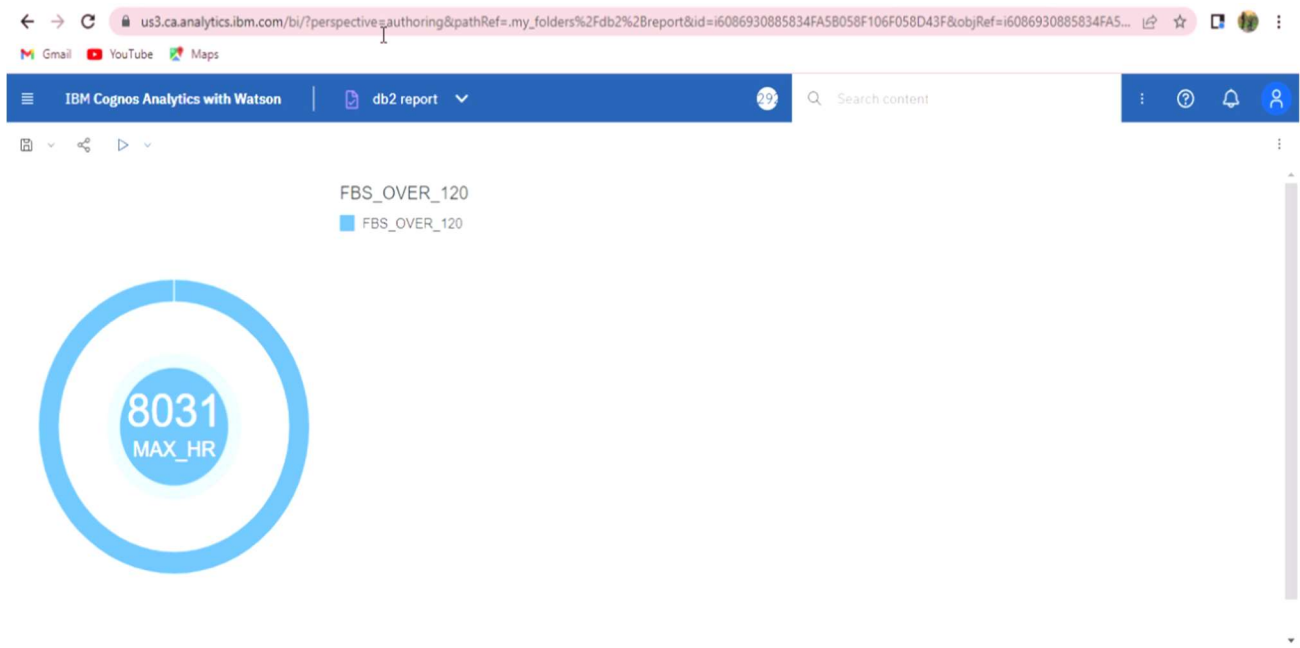 us3.ca.analytics.ibm.com/bi/?perspective=authoring&pathRef=.my_folders%2Fdb2%2Breport&id=i6086930885834FA5B058F106F058D43F&objRef=i6086930885834FA5...
Gmail YouTube Maps
IBM Cognos Analytics with Watson db2 report 292 Search content
FBS_OVER_120
FBS_OVER_120
8031
MAX_HR